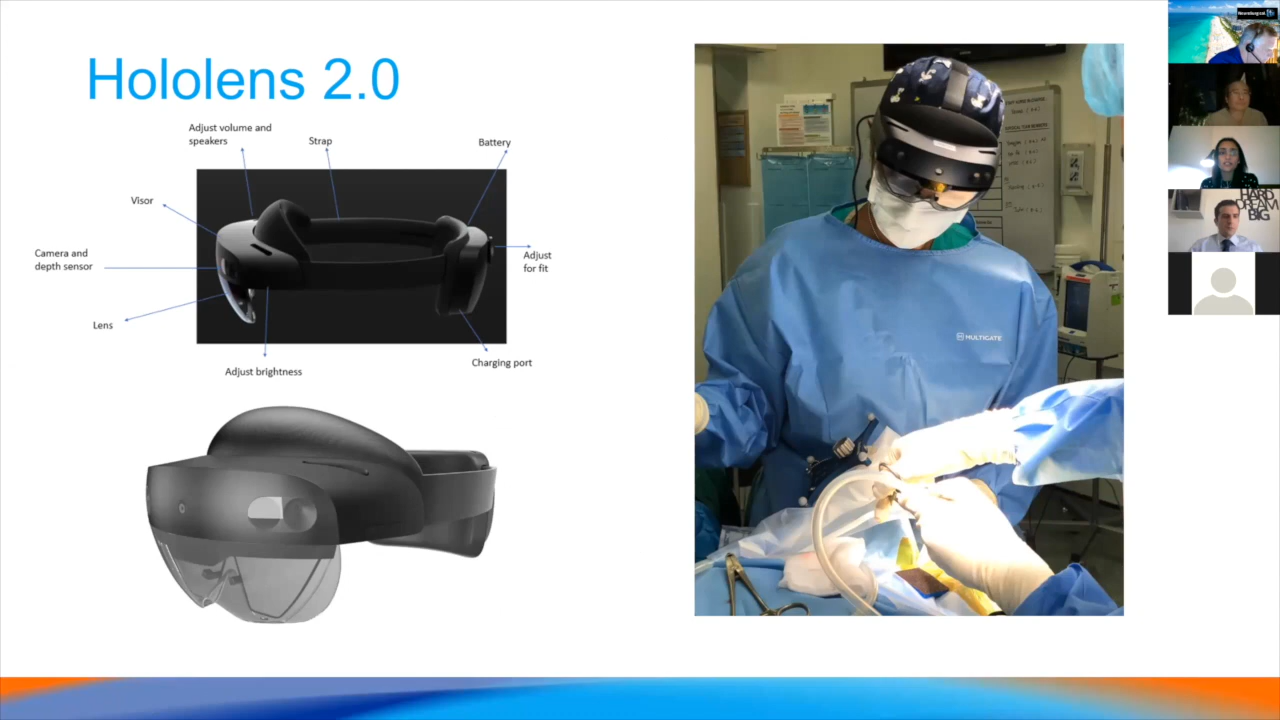 Hololens 2.0
Adjust volume and
speakers
Strap
Battery
Visor
Camera and
depth sensor
Adjust
for fit
Lens
Charging port
Adjust brightness
MULTIGATE
HARD
DREAM
BIG